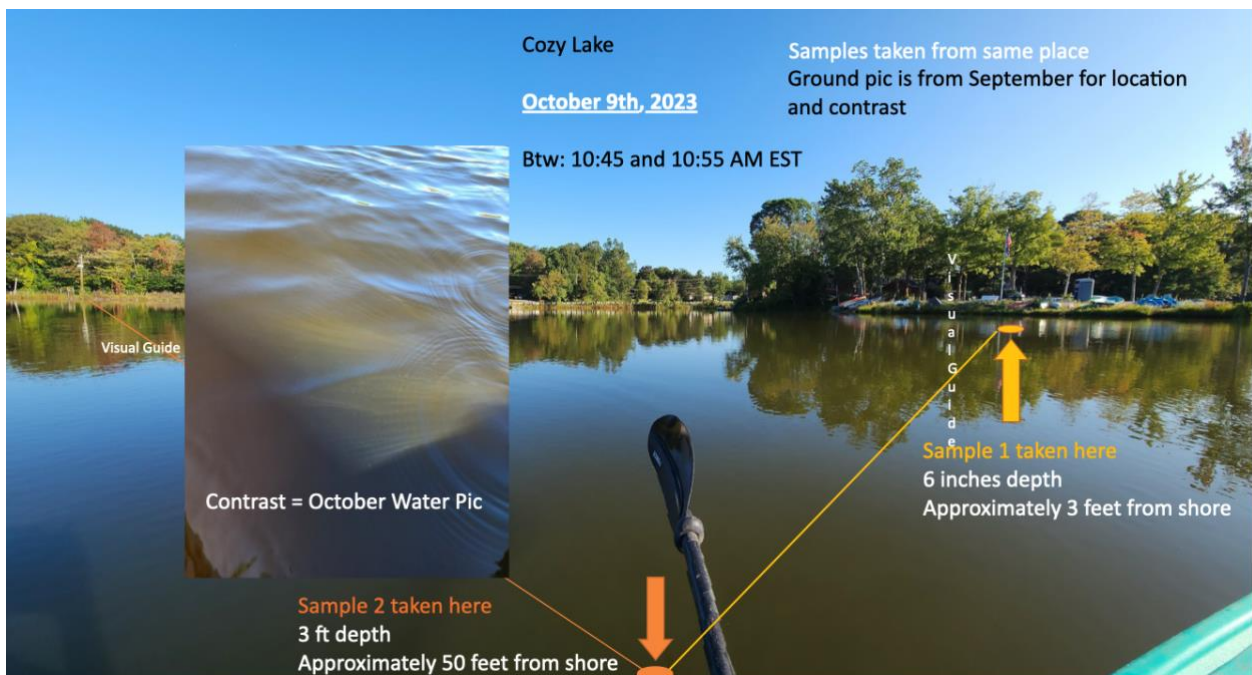 Cozy Lake
October 9th, 2023
Btw: 10:45 and 10:55 AM EST
Samples taken from same place
Ground pic is from September for location
and contrast
Visual Guide
Visual Guide
Contrast = October Water Pic
Sample 1 taken here
6 inches depth
Approximately 3 feet from shore
Sample 2 taken here
3 ft depth
Approximately 50 feet from shore